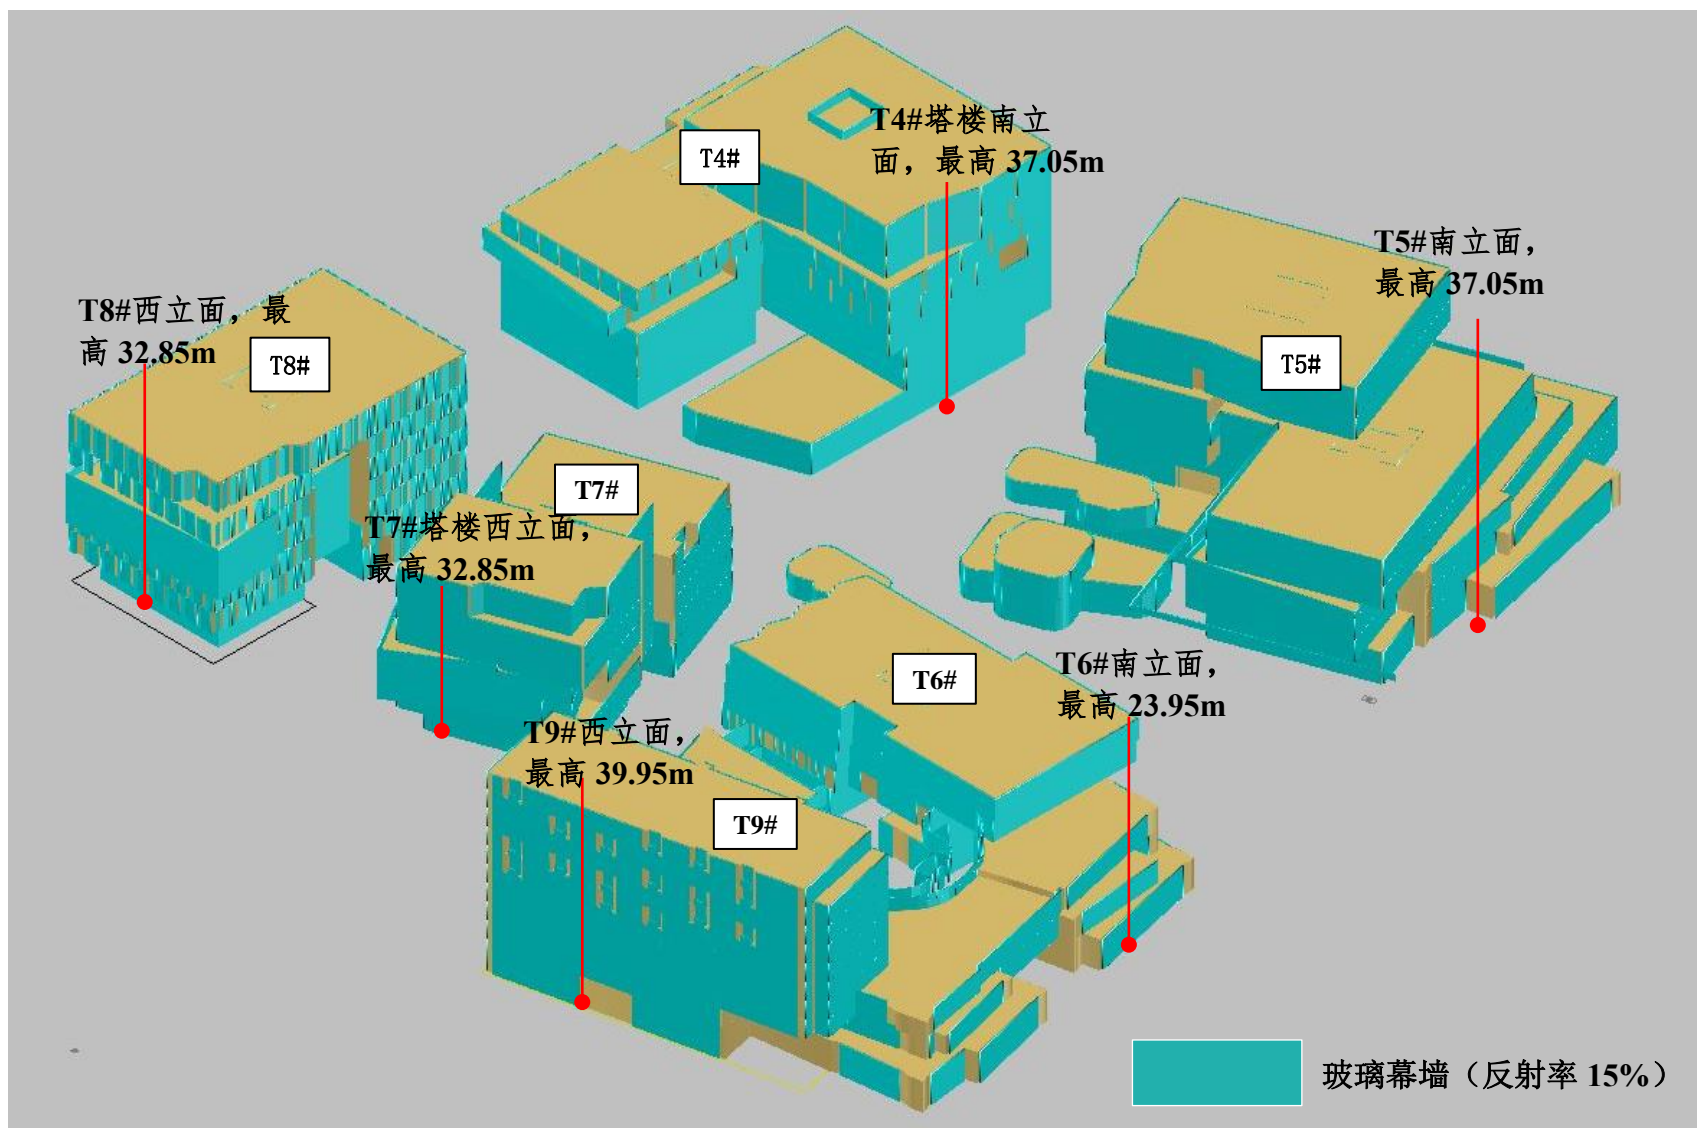 T4#塔楼南立
面，最高 37.05m
T4#
T5#南立面，
最高 37.05m
T5#
T8#西立面，最
高 32.85m
T8#
T7#
T7#塔楼西立面，
最高 32.85m
T6#
T6#南立面，
最高 23.95m
T9#西立面，
最高 39.95m
T9#
玻璃幕墙（反射率 15%）